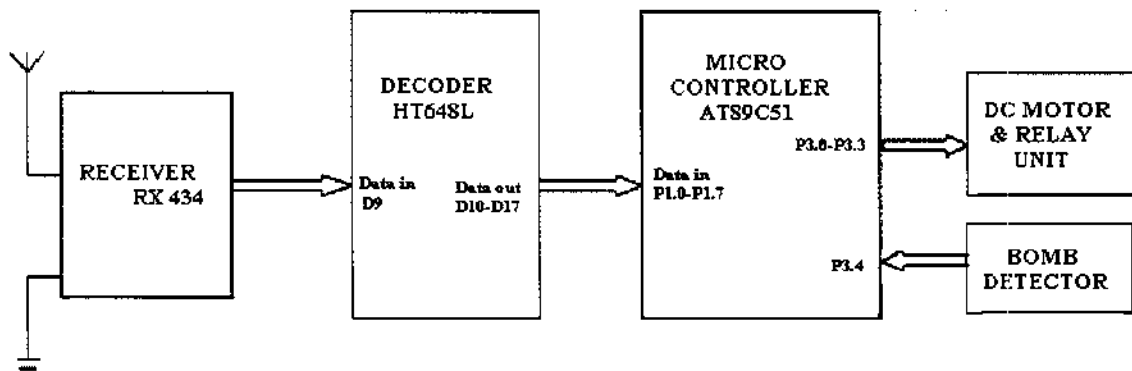 RECEIVER
RX 434
DECODER
HT648L
Data in
D9
Data out
D10-D17
MICRO
CONTROLLER
AT89C51
P3.0-P3.3
Data in
P1.0-P1.7
P3.4
DC MOTOR
& RELAY
UNIT
BOMB
DETECTOR